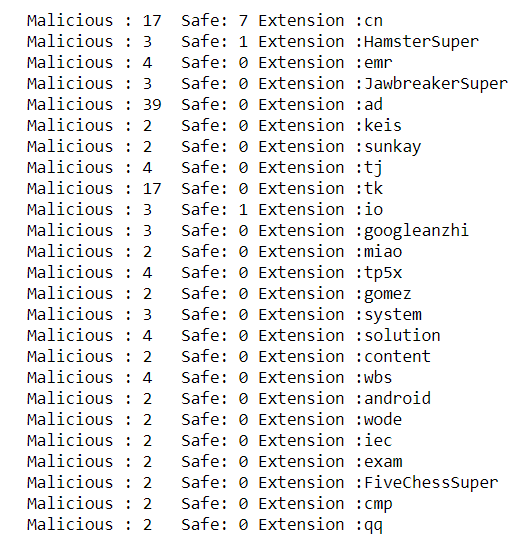 Malicious : 17 Safe: 7 Extension :cn
Malicious : 3 Safe: 1 Extension :HamsterSuper
Malicious : 4 Safe: 0 Extension :emr
Malicious : 3 Safe: 0 Extension :JawbreakerSuper
Malicious : 39 Safe: 0 Extension :ad
Malicious : 2 Safe: 0 Extension :keis
Malicious : 2 Safe: 0 Extension :sunkay
Malicious : 4 Safe: 0 Extension :tj
Malicious : 17 Safe: 0 Extension :tk
Malicious : 3 Safe: 1 Extension :io
Malicious : 3 Safe: 0 Extension :googleanzhi
Malicious : 2 Safe: 0 Extension :miao
Malicious : 4 Safe: 0 Extension :tp5x
Malicious : 2 Safe: 0 Extension :gomez
Malicious : 3 Safe: 0 Extension :system
Malicious : 4 Safe: 0 Extension :solution
Malicious : 2 Safe: 0 Extension :content
Malicious : 4 Safe: 0 Extension :wbs
Malicious : 2 Safe: 0 Extension :android
Malicious : 2 Safe: 0 Extension :wode
Malicious : 2 Safe: 0 Extension :iec
Malicious : 2 Safe: 0 Extension :exam
Malicious : 2 Safe: 0 Extension :FiveChessSuper
Malicious : 2 Safe: 0 Extension :cmp
Malicious : 2 Safe: 0 Extension :qq